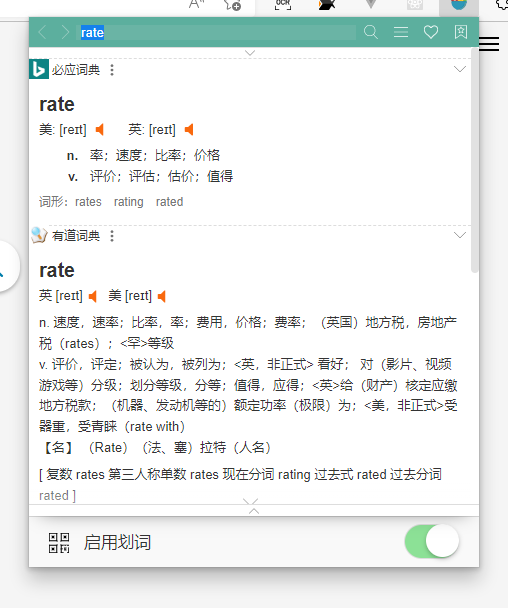 OCR
rate
必应词典
rate
美: [reɪt] 英: [reɪt]
n. 率；速度；比率；价格
v. 评价；评估；估价；值得
词形: rates rating rated
有道词典
rate
英 [reɪt] 美 [reɪt]
n. 速度，速率；比率，率；费用，价格；费率；（英国）地方税，房地产
税（rates）；<罕>等级
v. 评价，评定；被认为，被列为；<英，非正式> 看好； 对（影片、视频
游戏等）分级；划分等级，分等；值得，应得；<英>给（财产）核定应缴
地方税款；（机器、发动机等的）额定功率（极限）为；<美，非正式>受
器重，受青睐（rate with）
【名】 （Rate）（法、塞）拉特（人名）
[ 复数 rates 第三人称单数 rates 现在分词 rating 过去式 rated 过去分词
rated ]
启用划词